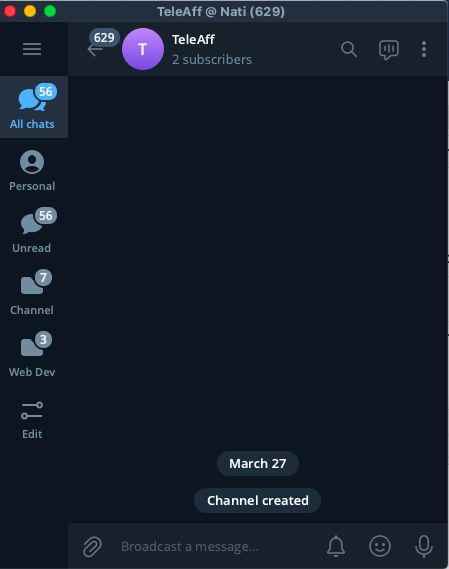 TeleAff @ Nati (629)
629
T
TeleAff
2 subscribers
56
All chats
Personal
56
Unread
7
Channel
3
Web Dev
Edit
March 27
Channel created
Broadcast a message...